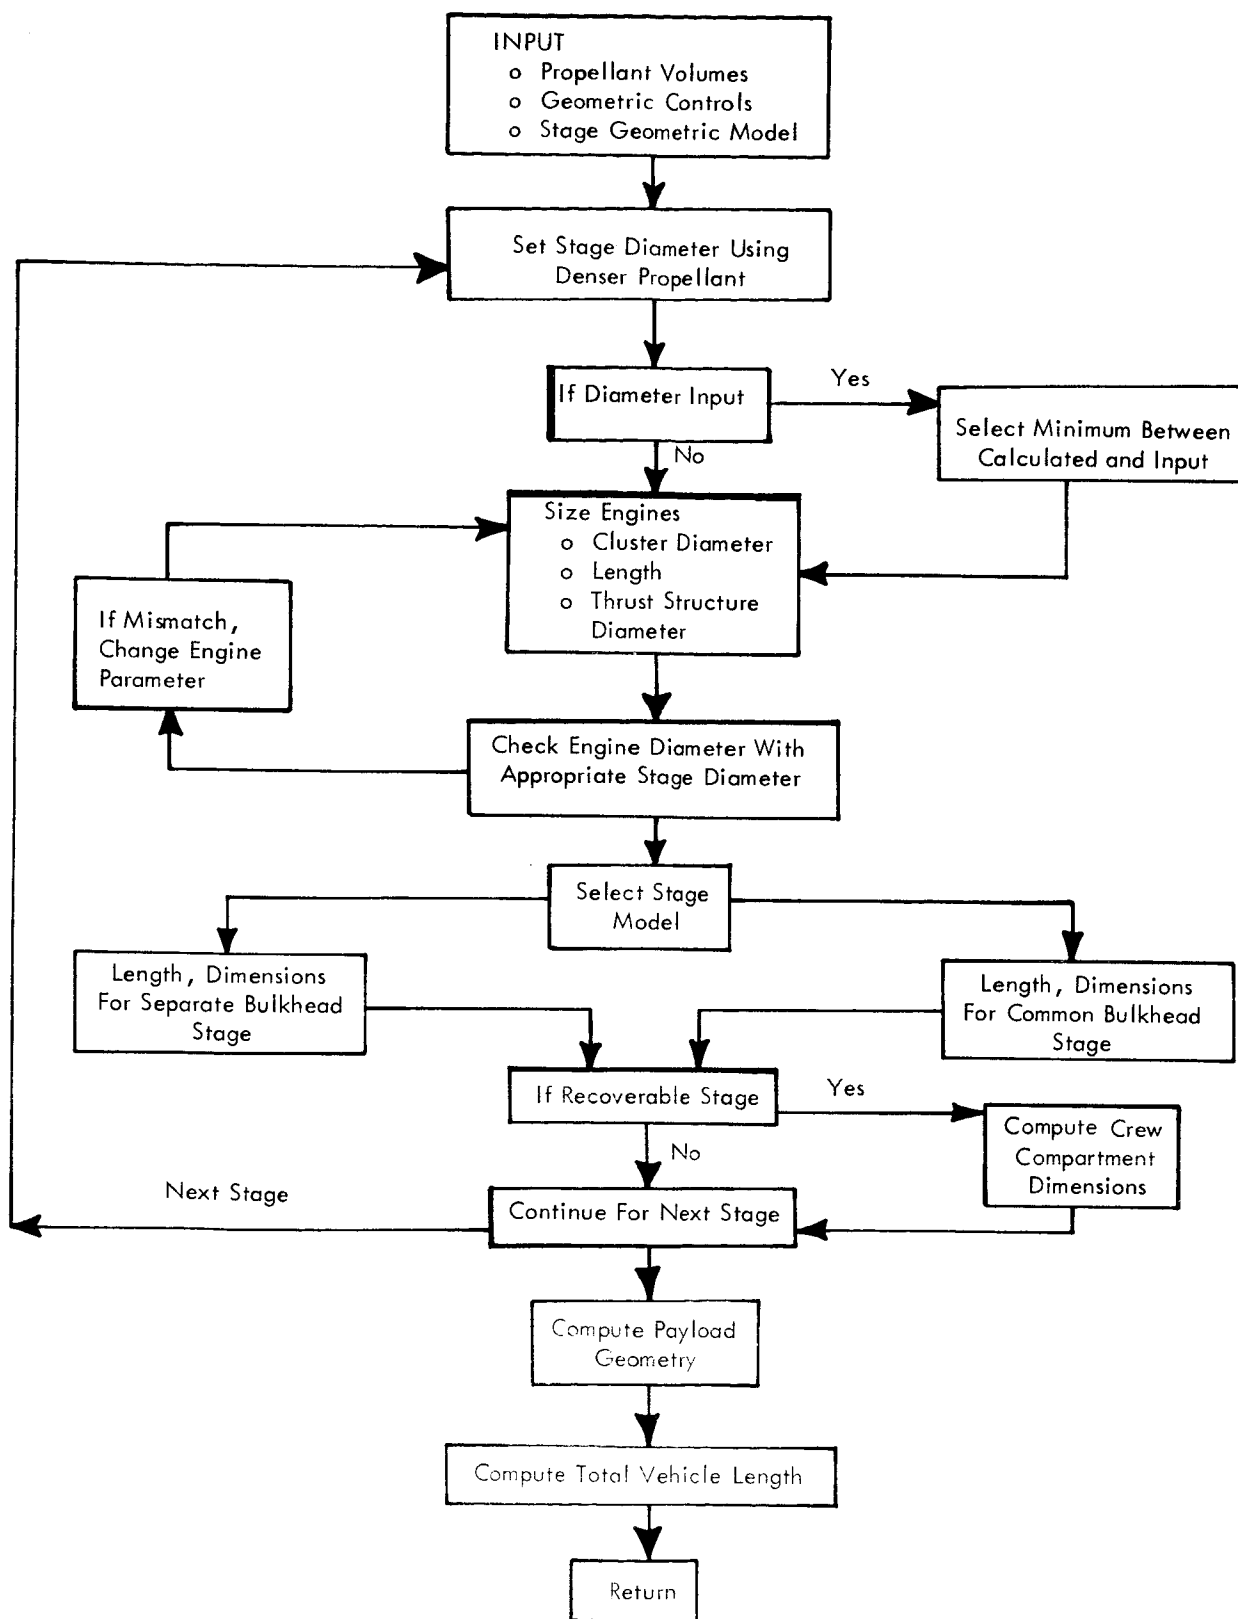 INPUT
o Propellant Volumes
o Geometric Controls
o Stage Geometric Model
Set Stage Diameter Using
Denser Propellant
If Diameter Input
Yes
Select Minimum Between
Calculated and Input
No
Size Engines
o Cluster Diameter
o Length
o Thrust Structure
Diameter
If Mismatch,
Change Engine
Parameter
Check Engine Diameter With
Appropriate Stage Diameter
Select Stage
Model
Length, Dimensions
For Separate Bulkhead
Stage
Length, Dimensions
For Common Bulkhead
Stage
If Recoverable Stage
Yes
Compute Crew
Compartment
Dimensions
No
Next Stage
Continue For Next Stage
Compute Payload
Geometry
Compute Total Vehicle Length
Return